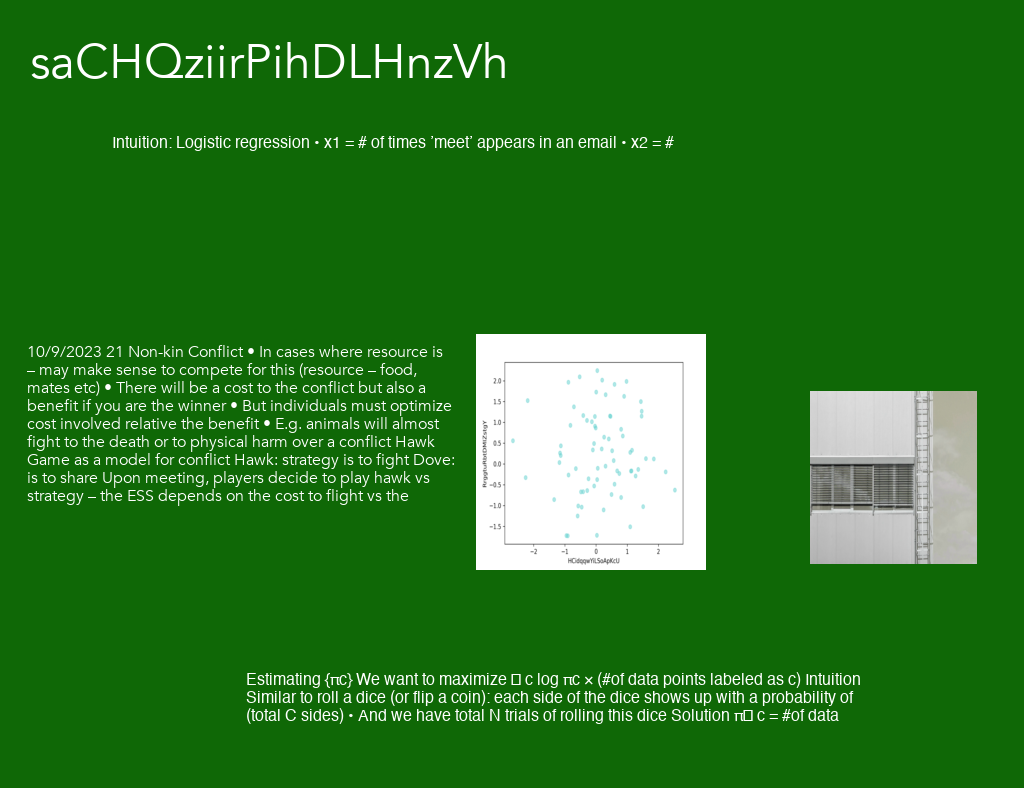 saCHQziirPihDLHnzVh
Intuition: Logistic regression • x1 = # of times 'meet' appears in an email • x2 = #
10/9/2023 21 Non-kin Conflict • In cases where resource is
– may make sense to compete for this (resource – food,
mates etc) • There will be a cost to the conflict but also a
benefit if you are the winner • But individuals must optimize
cost involved relative the benefit • E.g. animals will almost
fight to the death or to physical harm over a conflict Hawk
Game as a model for conflict Hawk: strategy is to fight Dove:
is to share Upon meeting, players decide to play hawk vs
strategy – the ESS depends on the cost to flight vs the
2.0
1.5
1.0
0.5
0.0
−0.5
−1.0
−1.5
−2 −1 0 1 2
Estimating {πc} We want to maximize c log πc × (#of data points labeled as c) Intuition
Similar to roll a dice (or flip a coin): each side of the dice shows up with a probability of
(total C sides) • And we have total N trials of rolling this dice Solution π c = #of data